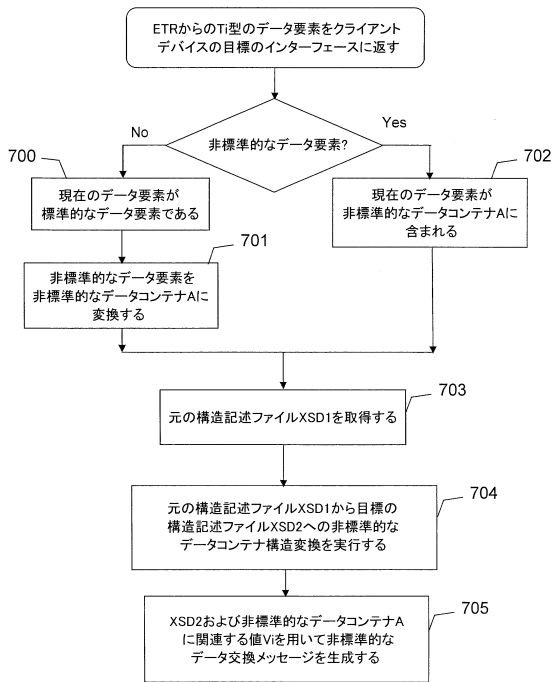 ETRからのTi型のデータ要素をクライアント
デバイスの目標のインターフェースに返す
非標準的なデータ要素?
No
Yes
700
現在のデータ要素が
標準的なデータ要素である
702
現在のデータ要素が
非標準的なデータコンテナAに
含まれる
701
非標準的なデータ要素を
非標準的なデータコンテナAに
変換する
703
元の構造記述ファイルXSD1を取得する
704
元の構造記述ファイルXSD1から目標の
構造記述ファイルXSD2への非標準的な
データコンテナ構造変換を実行する
705
XSD2および非標準的なデータコンテナA
に関連する値Viを用いて非標準的な
データ交換メッセージを生成する